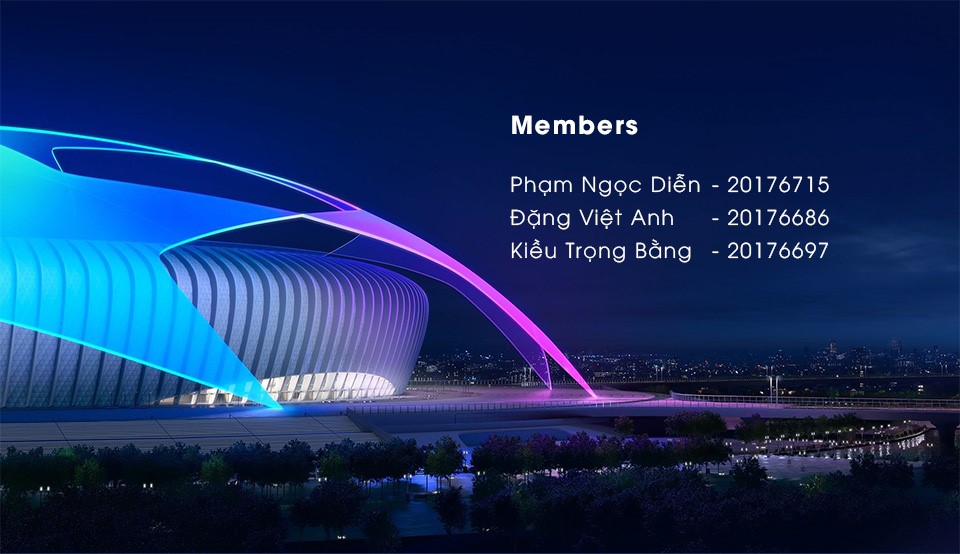 Members
Phạm Ngọc Diễn - 20176715
Đặng Việt Anh - 20176686
Kiều Trọng Bằng - 20176697